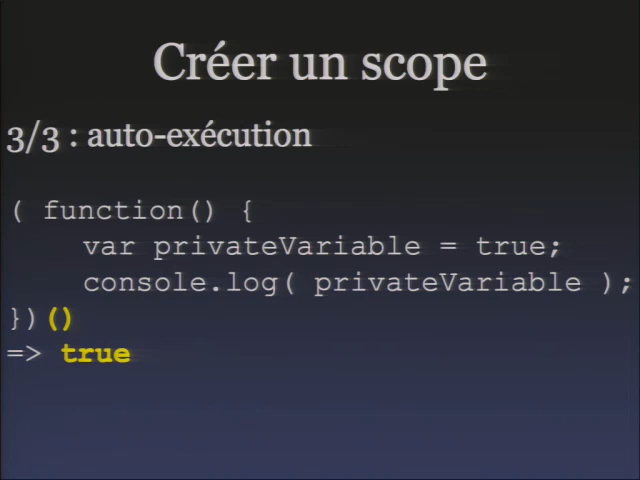 Créer un scope
3/3 : auto-exécution
( function() {
var privateVariable = true;
console.log( privateVariable );
})()
=> true